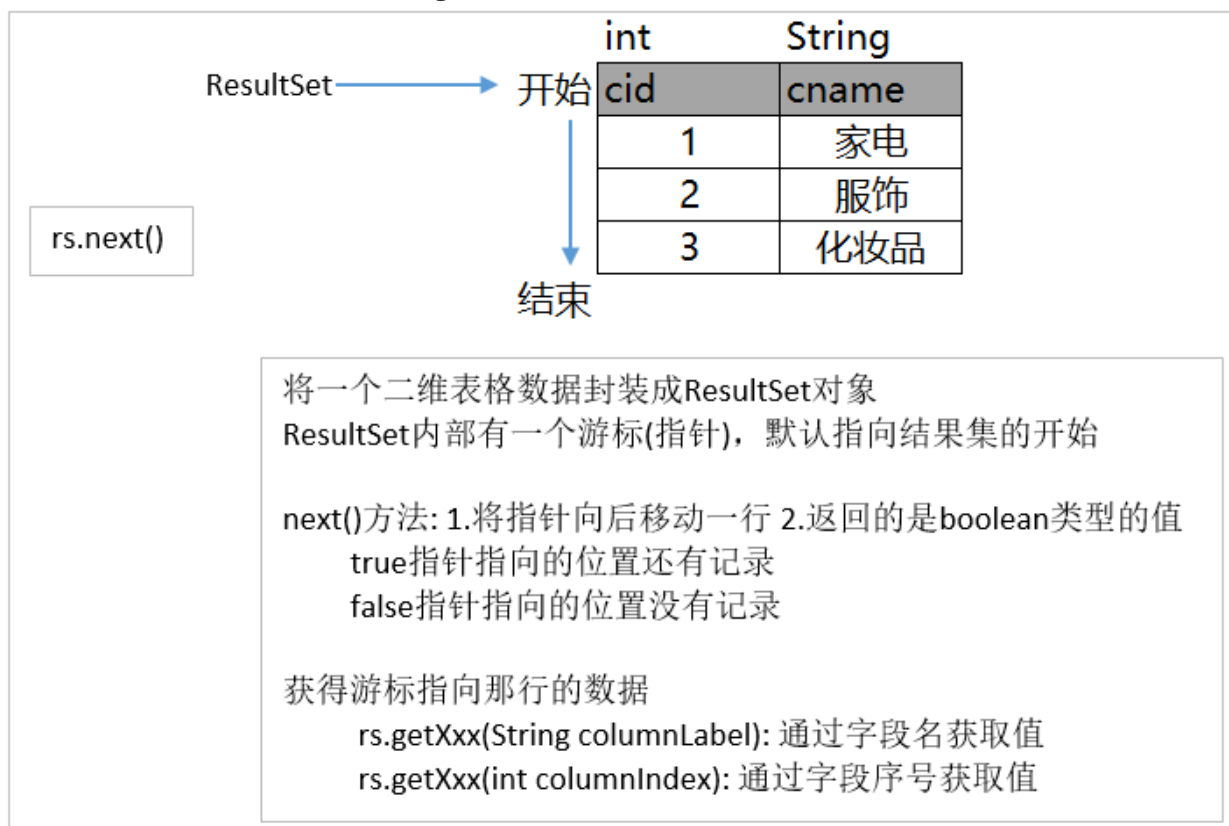 int String
ResultSet 开始 cid cname
1 家电
2 服饰
rs.next()
3 化妆品
结束
将一个二维表格数据封装成ResultSet对象
ResultSet内部有一个游标(指针)，默认指向结果集的开始
next()方法: 1.将指针向后移动一行 2.返回的是boolean类型的值
true指针指向的位置还有记录
false指针指向的位置没有记录
获得游标指向那行的数据
rs.getXxx(String columnLabel): 通过字段名获取值
rs.getXxx(int columnIndex): 通过字段序号获取值